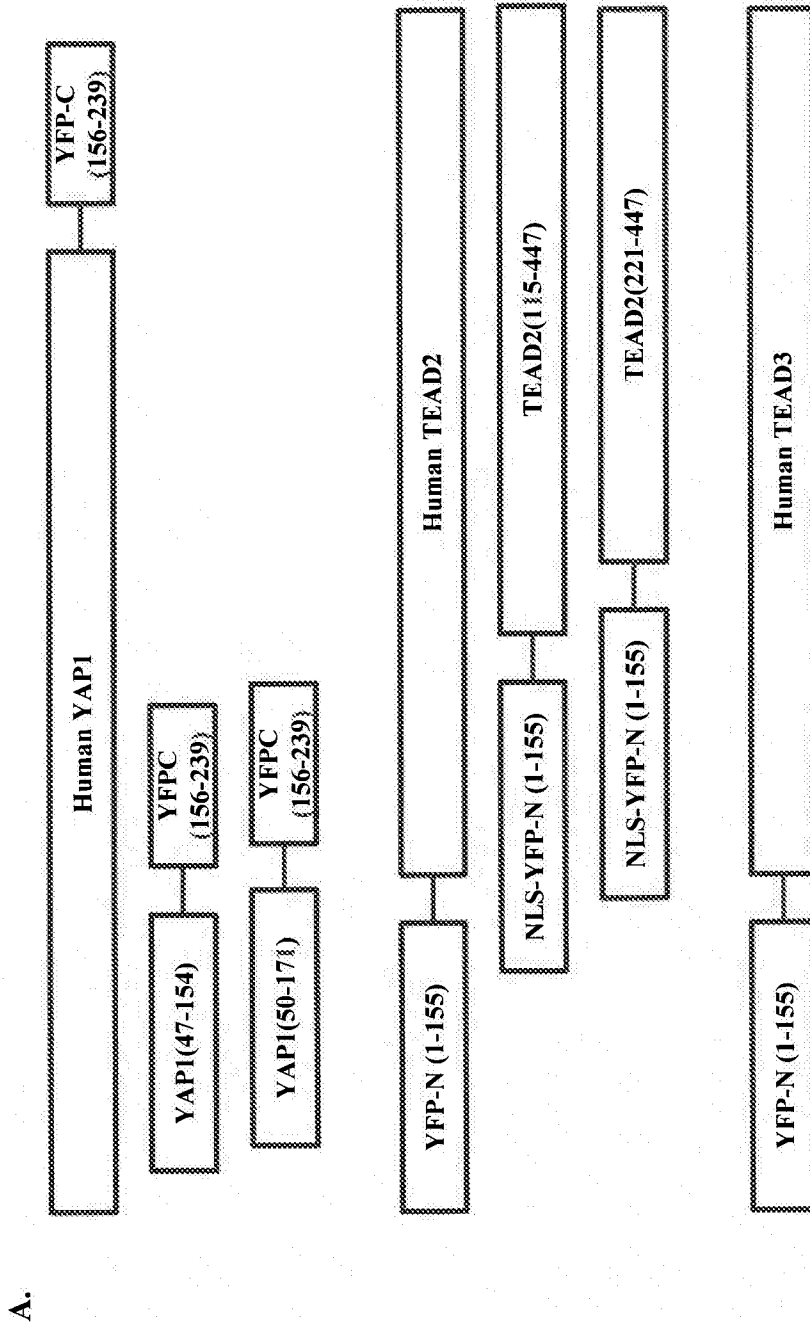 A.
Human YAP1
YFP-C
(156-239)
YAP1(47-154)
YFPC
(156-239)
YAP1(50-171)
YFPC
(156-239)
YFP-N (1-155)
Human TEAD2
NLS-YFP-N (1-155)
TEAD2(115-447)
NLS-YFP-N (1-155)
TEAD2(221-447)
YFP-N (1-155)
Human TEAD3